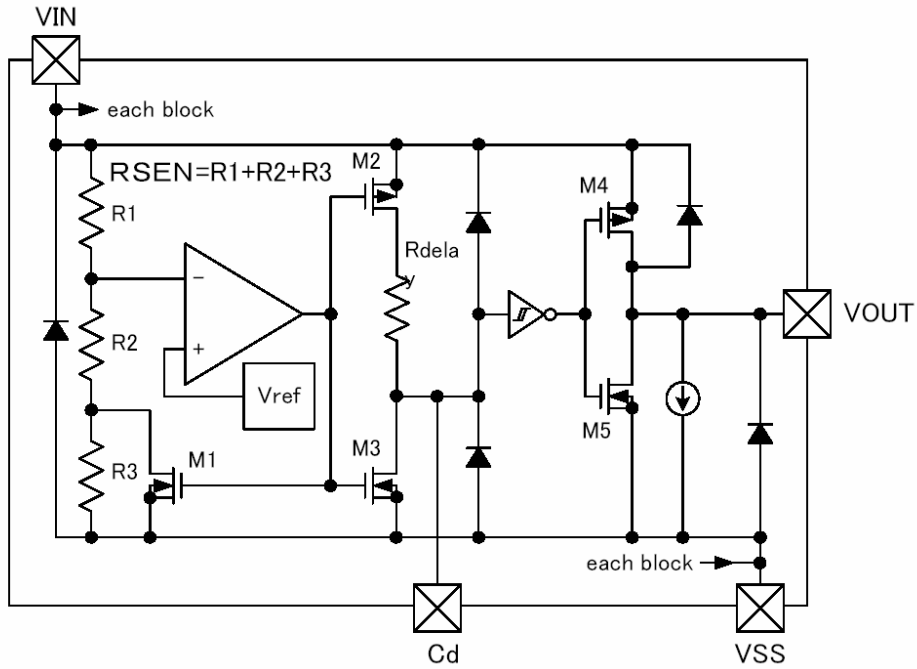 VIN
each block
RSEN=R1+R2+R3
M2
M4
R1
Rdela
y
−
VOUT
R2
+
Vref
M5
M1
M3
R3
each block
Cd
VSS